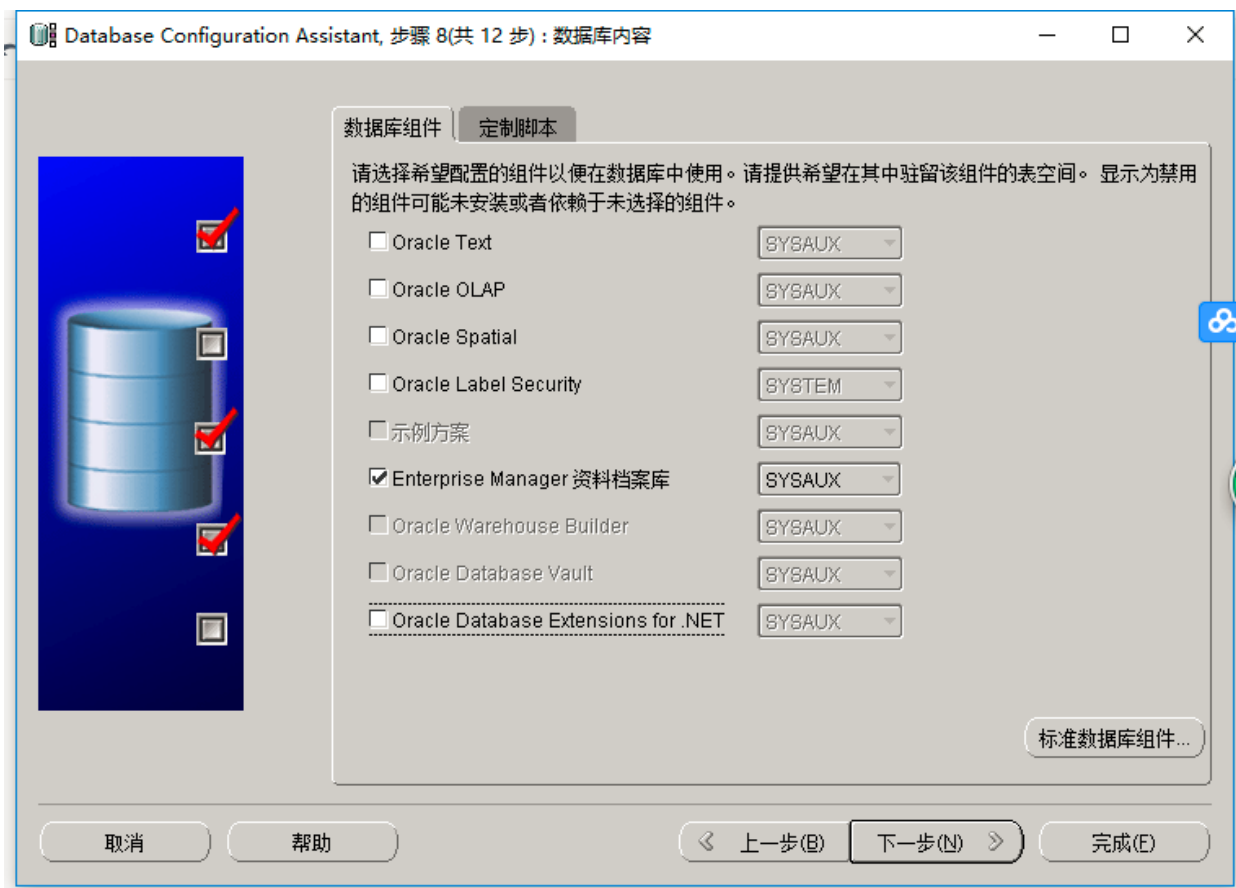 Database Configuration Assistant, 步骤 8(共 12 步) : 数据库内容
数据库组件 定制脚本
请选择希望配置的组件以便在数据库中使用。请提供希望在其中驻留该组件的表空间。 显示为禁用
的组件可能未安装或者依赖于未选择的组件。
Oracle Text SYSAUX
Oracle OLAP SYSAUX
Oracle Spatial SYSAUX
Oracle Label Security SYSTEM
示例方案 SYSAUX
Enterprise Manager 资料档案库 SYSAUX
Oracle Warehouse Builder SYSAUX
Oracle Database Vault SYSAUX
Oracle Database Extensions for .NET SYSAUX
标准数据库组件...
取消 帮助 上一步(B) 下一步(N) 完成(F)